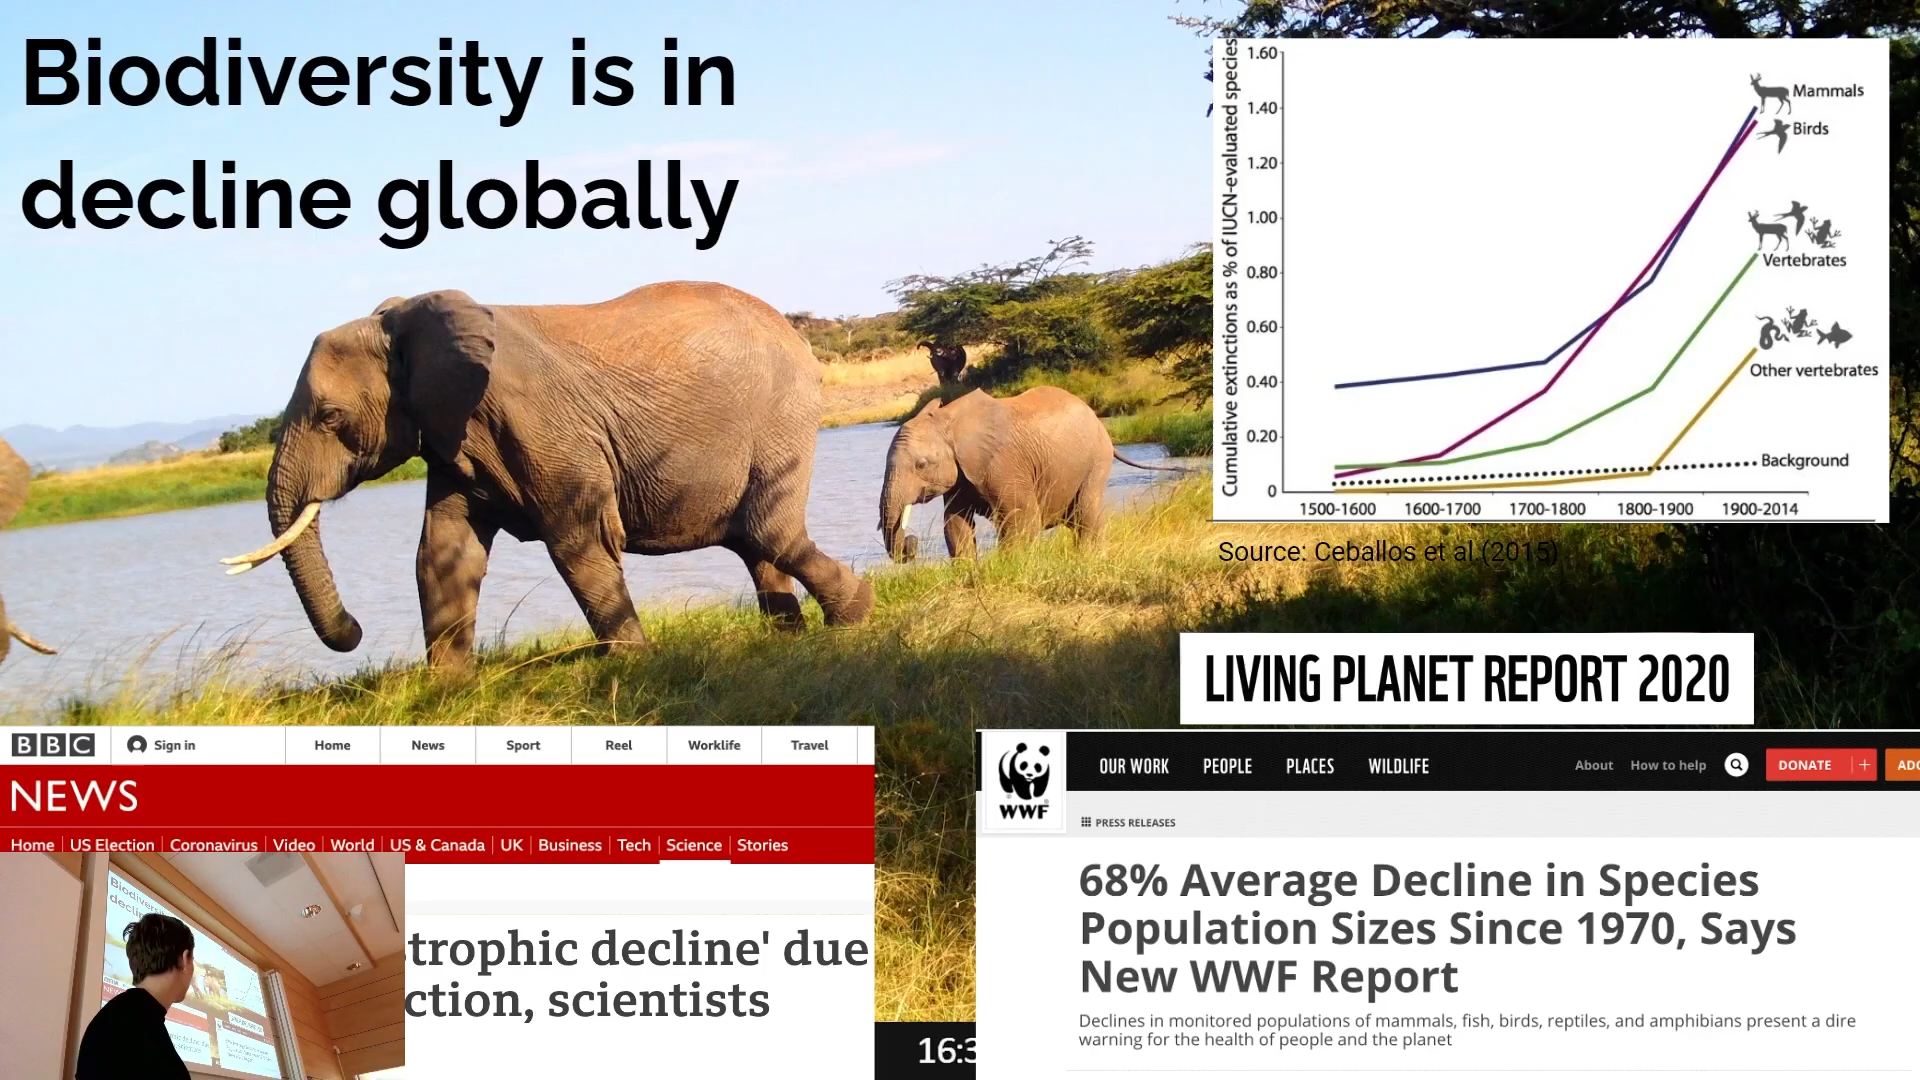 Biodiversity is in
decline globally
Cumulative extinctions as % of IUCN-evaluated species
1.60
1.40
1.20
1.00
0.80
0.60
0.40
0.20
0
Mammals
Birds
Vertebrates
Other vertebrates
Background
1500-1600 1600-1700 1700-1800 1800-1900 1900-2014
Source: Ceballos et al.(2015)
LIVING PLANET REPORT 2020
BBC Sign in Home News Sport Reel Worklife Travel
NEWS
Home US Election Coronavirus Video World US & Canada UK Business Tech Science Stories
trophic decline' due
ction, scientists
16:3
WWF OUR WORK PEOPLE PLACES WILDLIFE About How to help DONATE + ADO
PRESS RELEASES
68% Average Decline in Species
Population Sizes Since 1970, Says
New WWF Report
Declines in monitored populations of mammals, fish, birds, reptiles, and amphibians present a dire
warning for the health of people and the planet